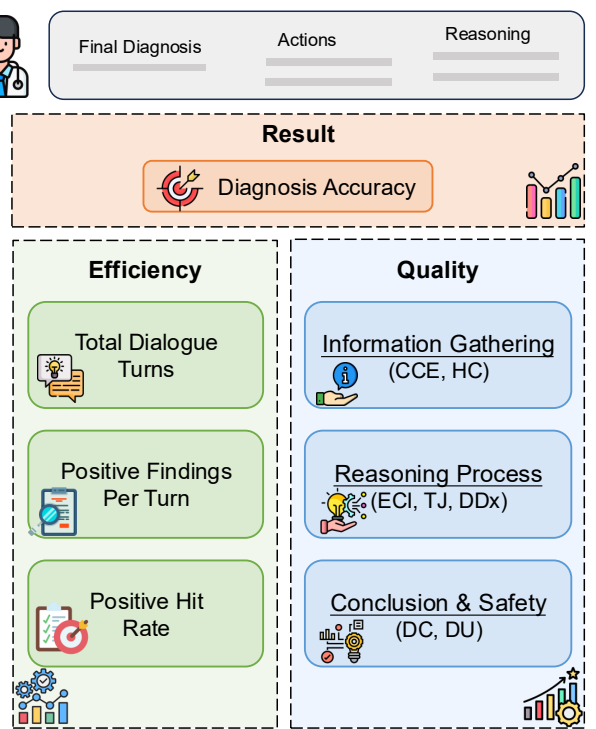 Final Diagnosis
Actions
Reasoning
Result
Diagnosis Accuracy
Efficiency
Total Dialogue
Turns
Positive Findings
Per Turn
Positive Hit
Rate
Quality
Information Gathering
(CCE, HC)
Reasoning Process
(ECI, TJ, DDx)
Conclusion & Safety
(DC, DU)